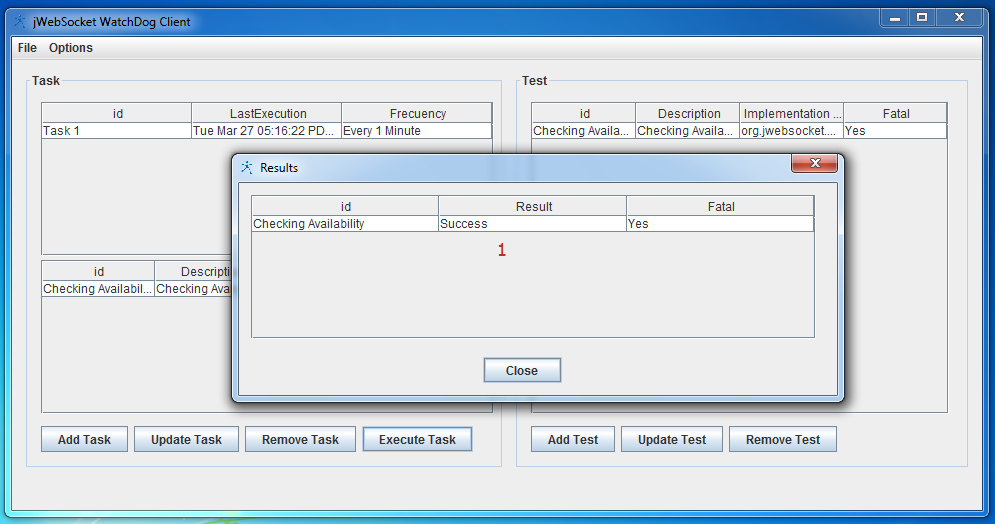 jWebSocket WatchDog Client
File Options
Task
Test
id LastExecution Frecuency
Task 1 Tue Mar 27 05:16:22 PD... Every 1 Minute
id Description Implementation ... Fatal
Checking Availa... Checking Availa... org.jwebsocket.... Yes
Results
id Result Fatal
Checking Availability Success Yes
1
Close
id Descripti
Checking Availabil... Checking Ava
Add Task Update Task Remove Task Execute Task
Add Test Update Test Remove Test